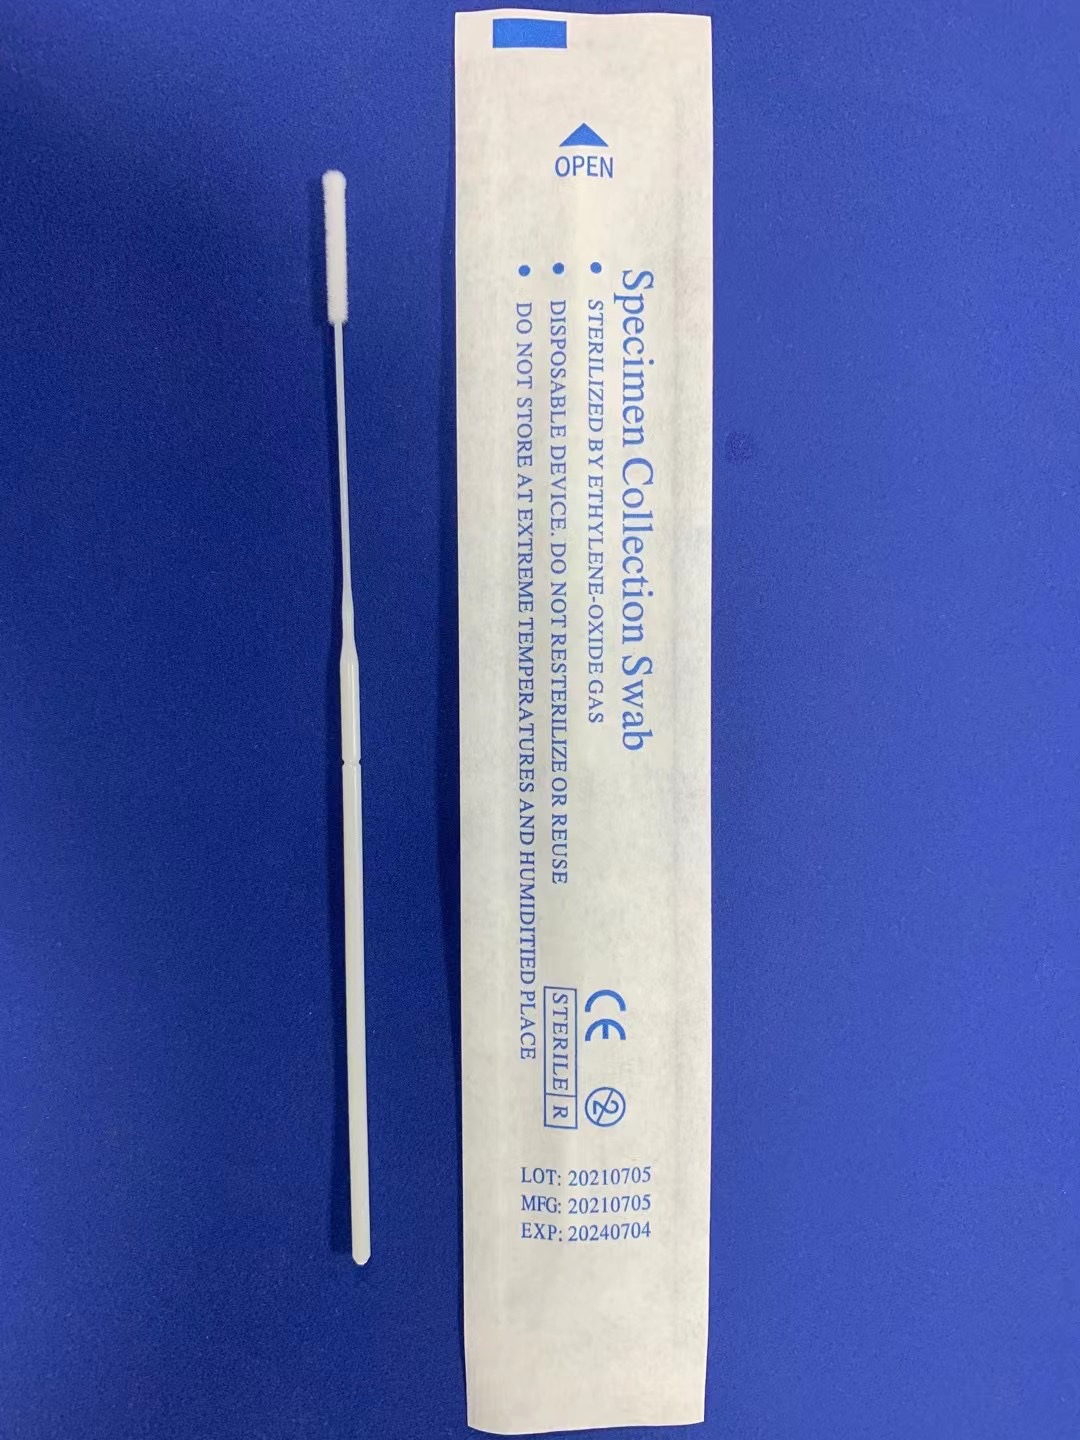 OPEN
Specimen Collection Swab
• STERILIZED BY ETHYLENE-OXIDE GAS
• DISPOSABLE DEVICE. DO NOT RESTERILIZE OR REUSE
• DO NOT STORE AT EXTREME TEMPERATURES AND HUMIDITIED PLACE
CE 2
STERILE R
LOT: 20210705
MFG: 20210705
EXP: 20240704